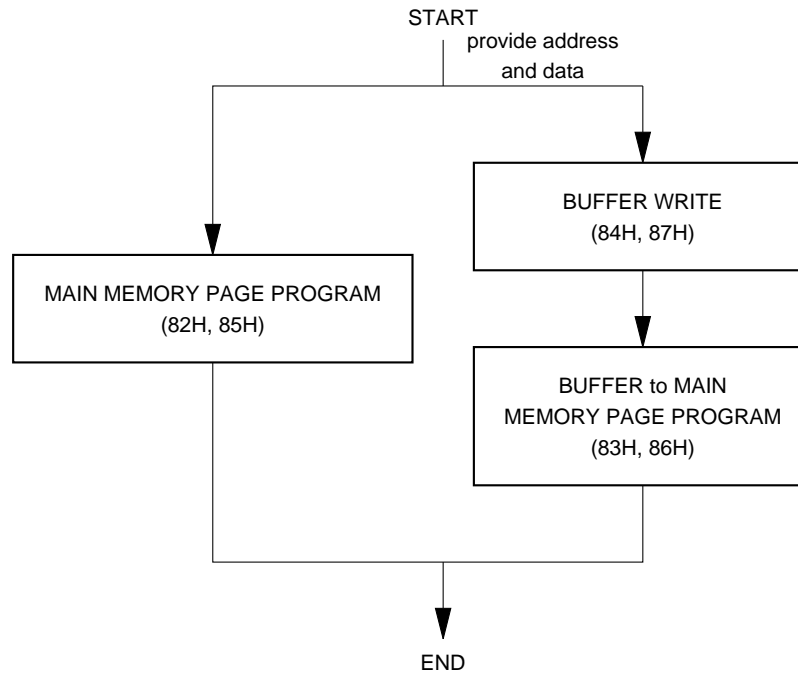 START
provide address
and data
BUFFER WRITE
(84H, 87H)
MAIN MEMORY PAGE PROGRAM
(82H, 85H)
BUFFER to MAIN
MEMORY PAGE PROGRAM
(83H, 86H)
END